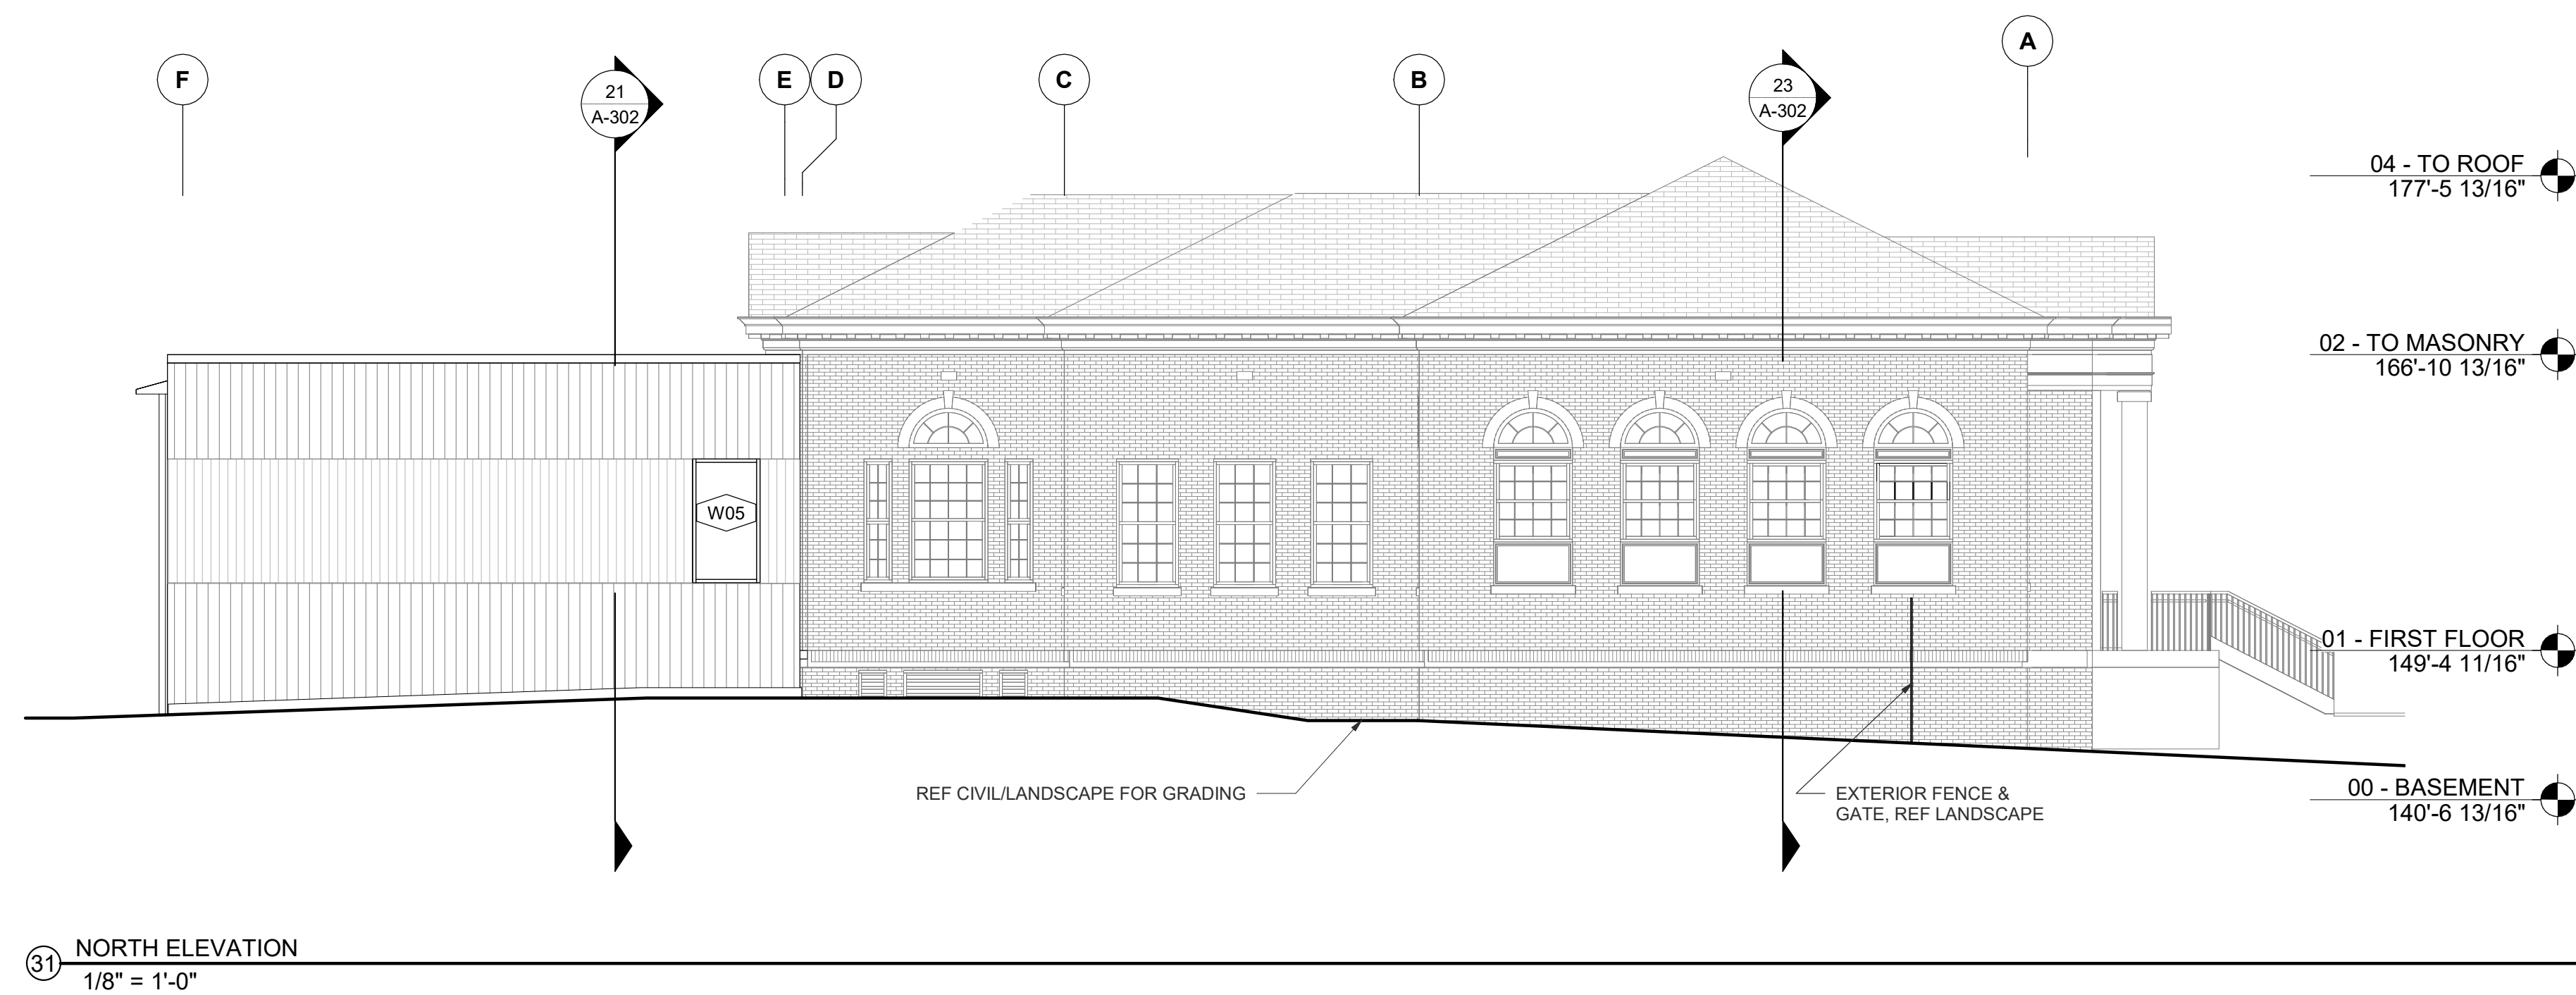 F
E
D
C
B
A
21
A-302
23
A-302
04 - TO ROOF
177'-5 13/16"
02 - TO MASONRY
166'-10 13/16"
W05
01 - FIRST FLOOR
149'-4 11/16"
REF CIVIL/LANDSCAPE FOR GRADING
EXTERIOR FENCE &
GATE, REF LANDSCAPE
00 - BASEMENT
140'-6 13/16"
31
NORTH ELEVATION
1/8" = 1'-0"